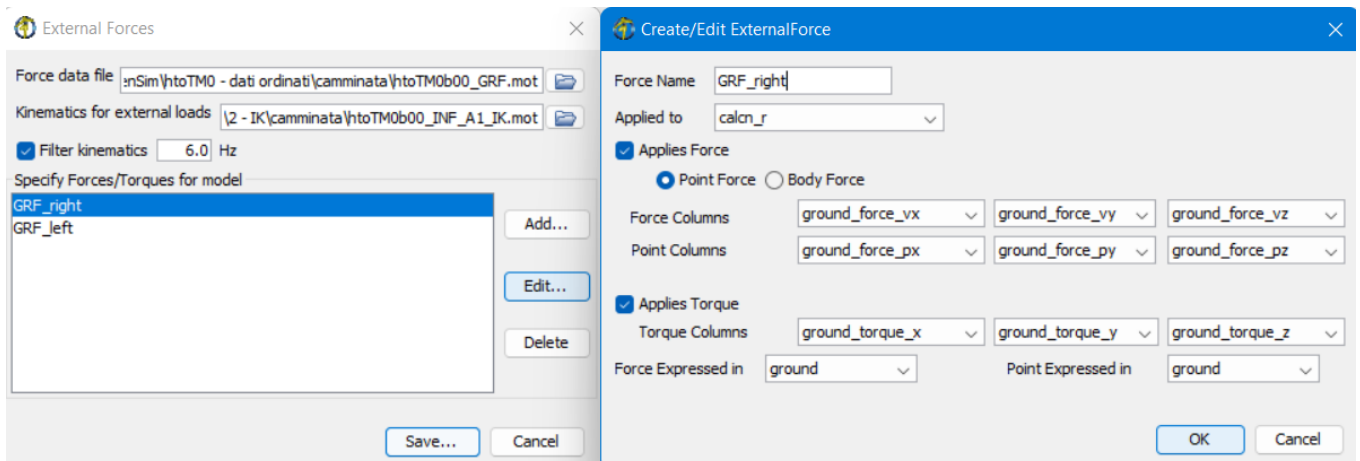 External Forces
Force data file :nSim\htoTM0 - dati ordinati\camminata\htoTM0b00_GRF.mot
Kinematics for external loads \2 - IK\camminata\htoTM0b00_INF_A1_IK.mot
Filter kinematics 6.0 Hz
Specify Forces/Torques for model
GRF_right
GRF_left
Add...
Edit...
Delete
Save... Cancel
Create/Edit ExternalForce
Force Name GRF_right
Applied to calcn_r
Applies Force
Point Force Body Force
Force Columns ground_force_vx ground_force_vy ground_force_vz
Point Columns ground_force_px ground_force_py ground_force_pz
Applies Torque
Torque Columns ground_torque_x ground_torque_y ground_torque_z
Force Expressed in ground Point Expressed in ground
OK Cancel